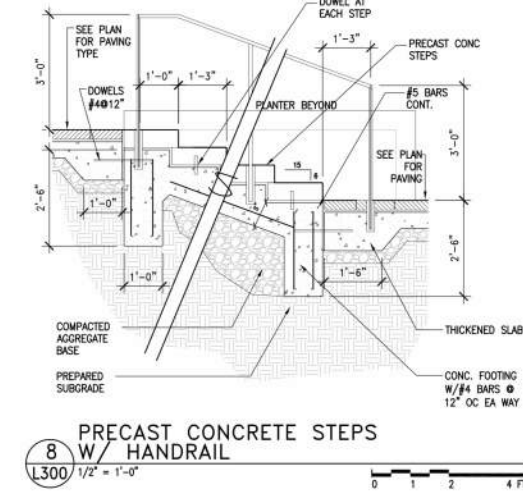 DOWEL AT
EACH STEP
SEE PLAN
FOR PAVING
TYPE
1'-3"
PRECAST CONC
STEPS
3'-0"
1'-0"
1'-3"
DOWELS
#4@12"
PLANTER BEYOND
#5 BARS
CONT.
15
6
SEE PLAN
FOR
PAVING
3'-0"
2'-6"
1'-0"
1'-0"
1'-6"
2'-6"
COMPACTED
AGGREGATE
BASE
THICKENED SLAB
PREPARED
SUBGRADE
CONC. FOOTING
W/#4 BARS @
12" OC EA WAY
8
L300
PRECAST CONCRETE STEPS
W/ HANDRAIL
1/2" = 1'-0"
0 1 2 4 F